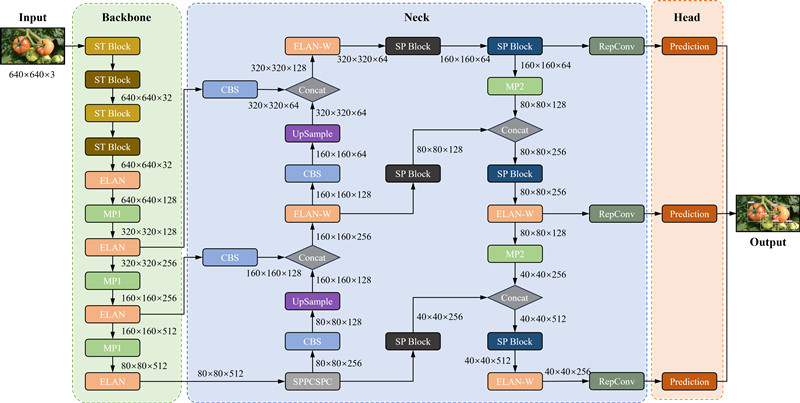 Input
Backbone
Neck
Head
640×640×3
ST Block
ST Block
640×640×32
ST Block
ST Block
640×640×32
ELAN
640×640×128
MP1
320×320×128
ELAN
320×320×256
MP1
160×160×256
ELAN
160×160×512
MP1
80×80×512
ELAN
80×80×512
CBS
320×320×64
CBS
160×160×128
ELAN-W
320×320×128
Concat
320×320×64
UpSample
160×160×64
CBS
160×160×128
ELAN-W
160×160×256
Concat
160×160×128
UpSample
80×80×128
CBS
80×80×256
SPPCSPC
320×320×64
SP Block
160×160×64
80×80×128
SP Block
40×40×256
SP Block
SP Block
160×160×64
MP2
80×80×128
Concat
80×80×256
SP Block
80×80×256
ELAN-W
80×80×128
MP2
40×40×256
Concat
40×40×512
SP Block
40×40×512
ELAN-W
40×40×256
RepConv
RepConv
RepConv
Prediction
Prediction
Prediction
Output